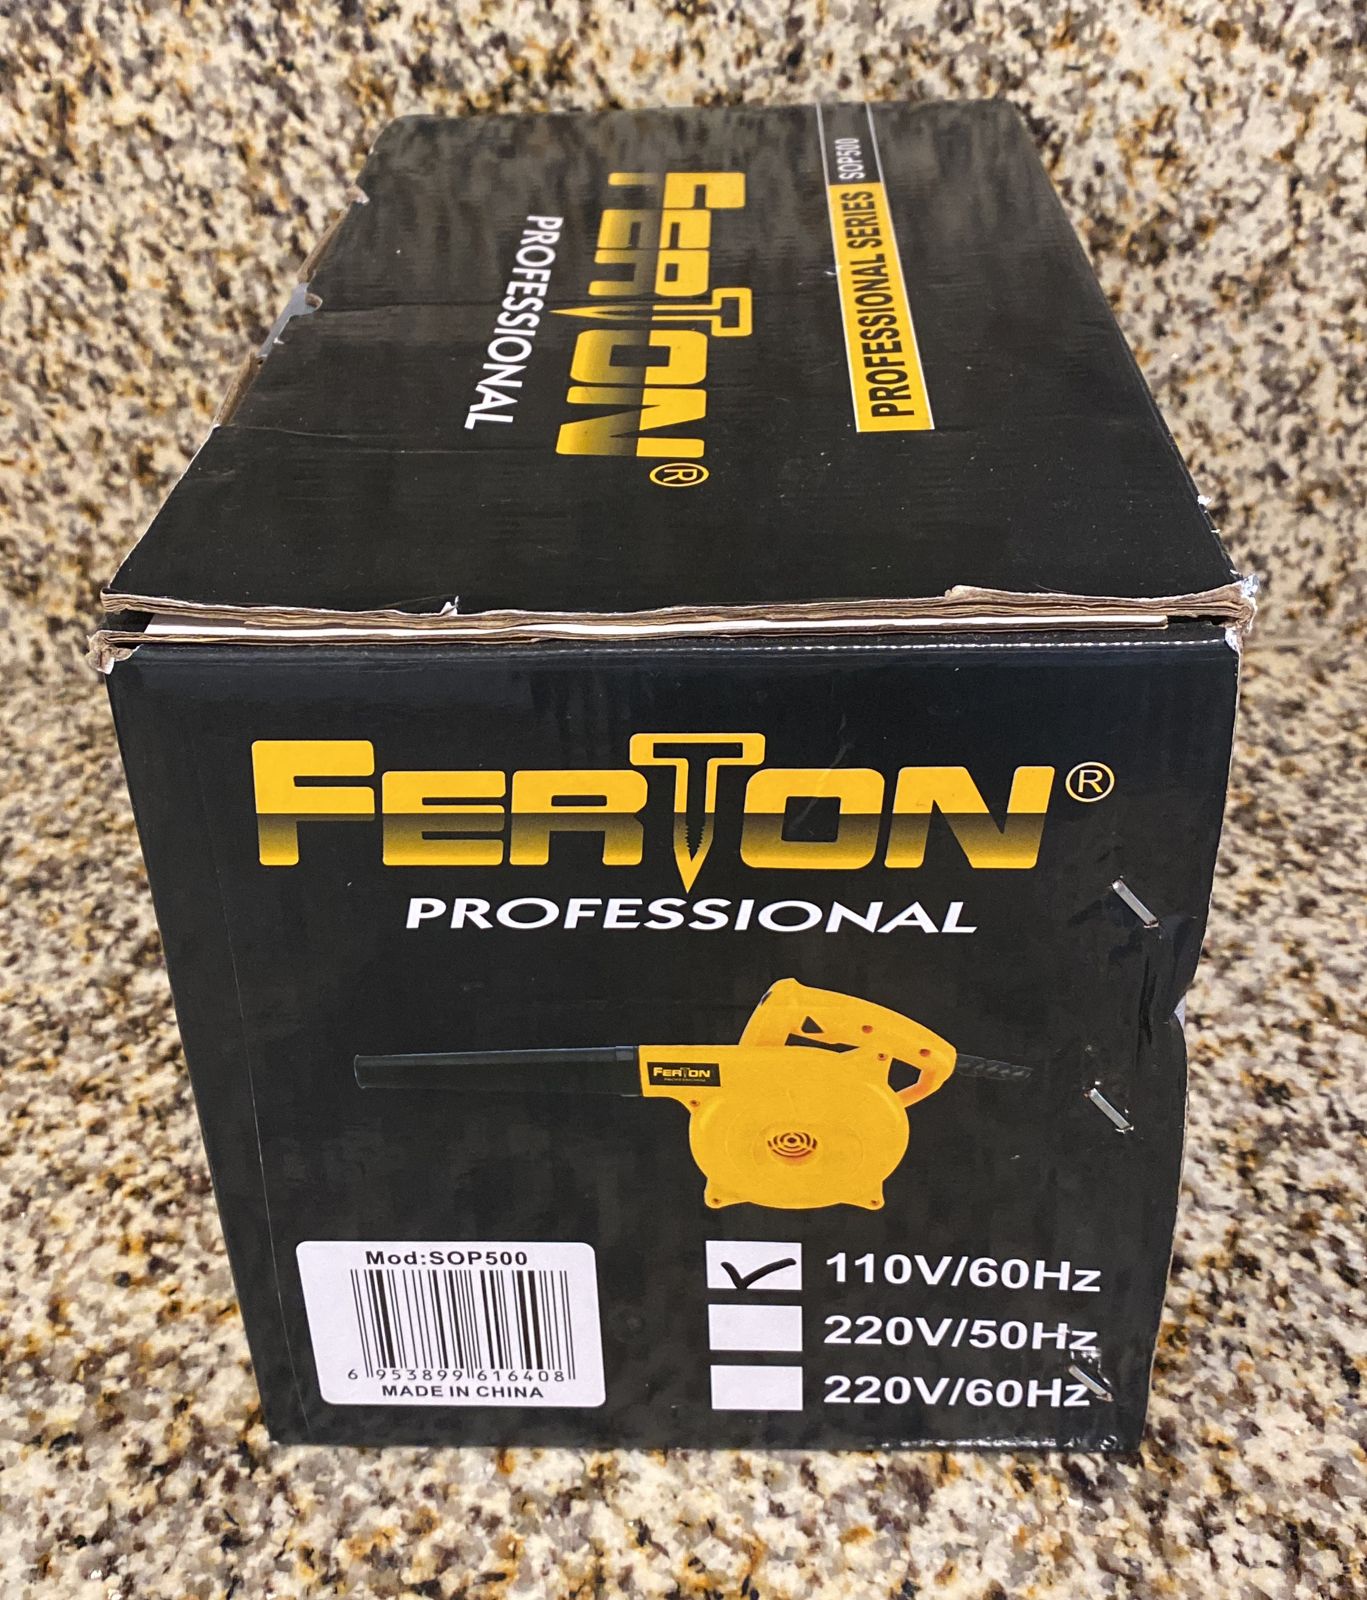 FERTON®
PROFESSIONAL
PROFESSIONAL SERIES SOP500
FERTON®
PROFESSIONAL
FERTON
Mod:SOP500
6 953899 616408
MADE IN CHINA
110V/60Hz
220V/50Hz
220V/60Hz